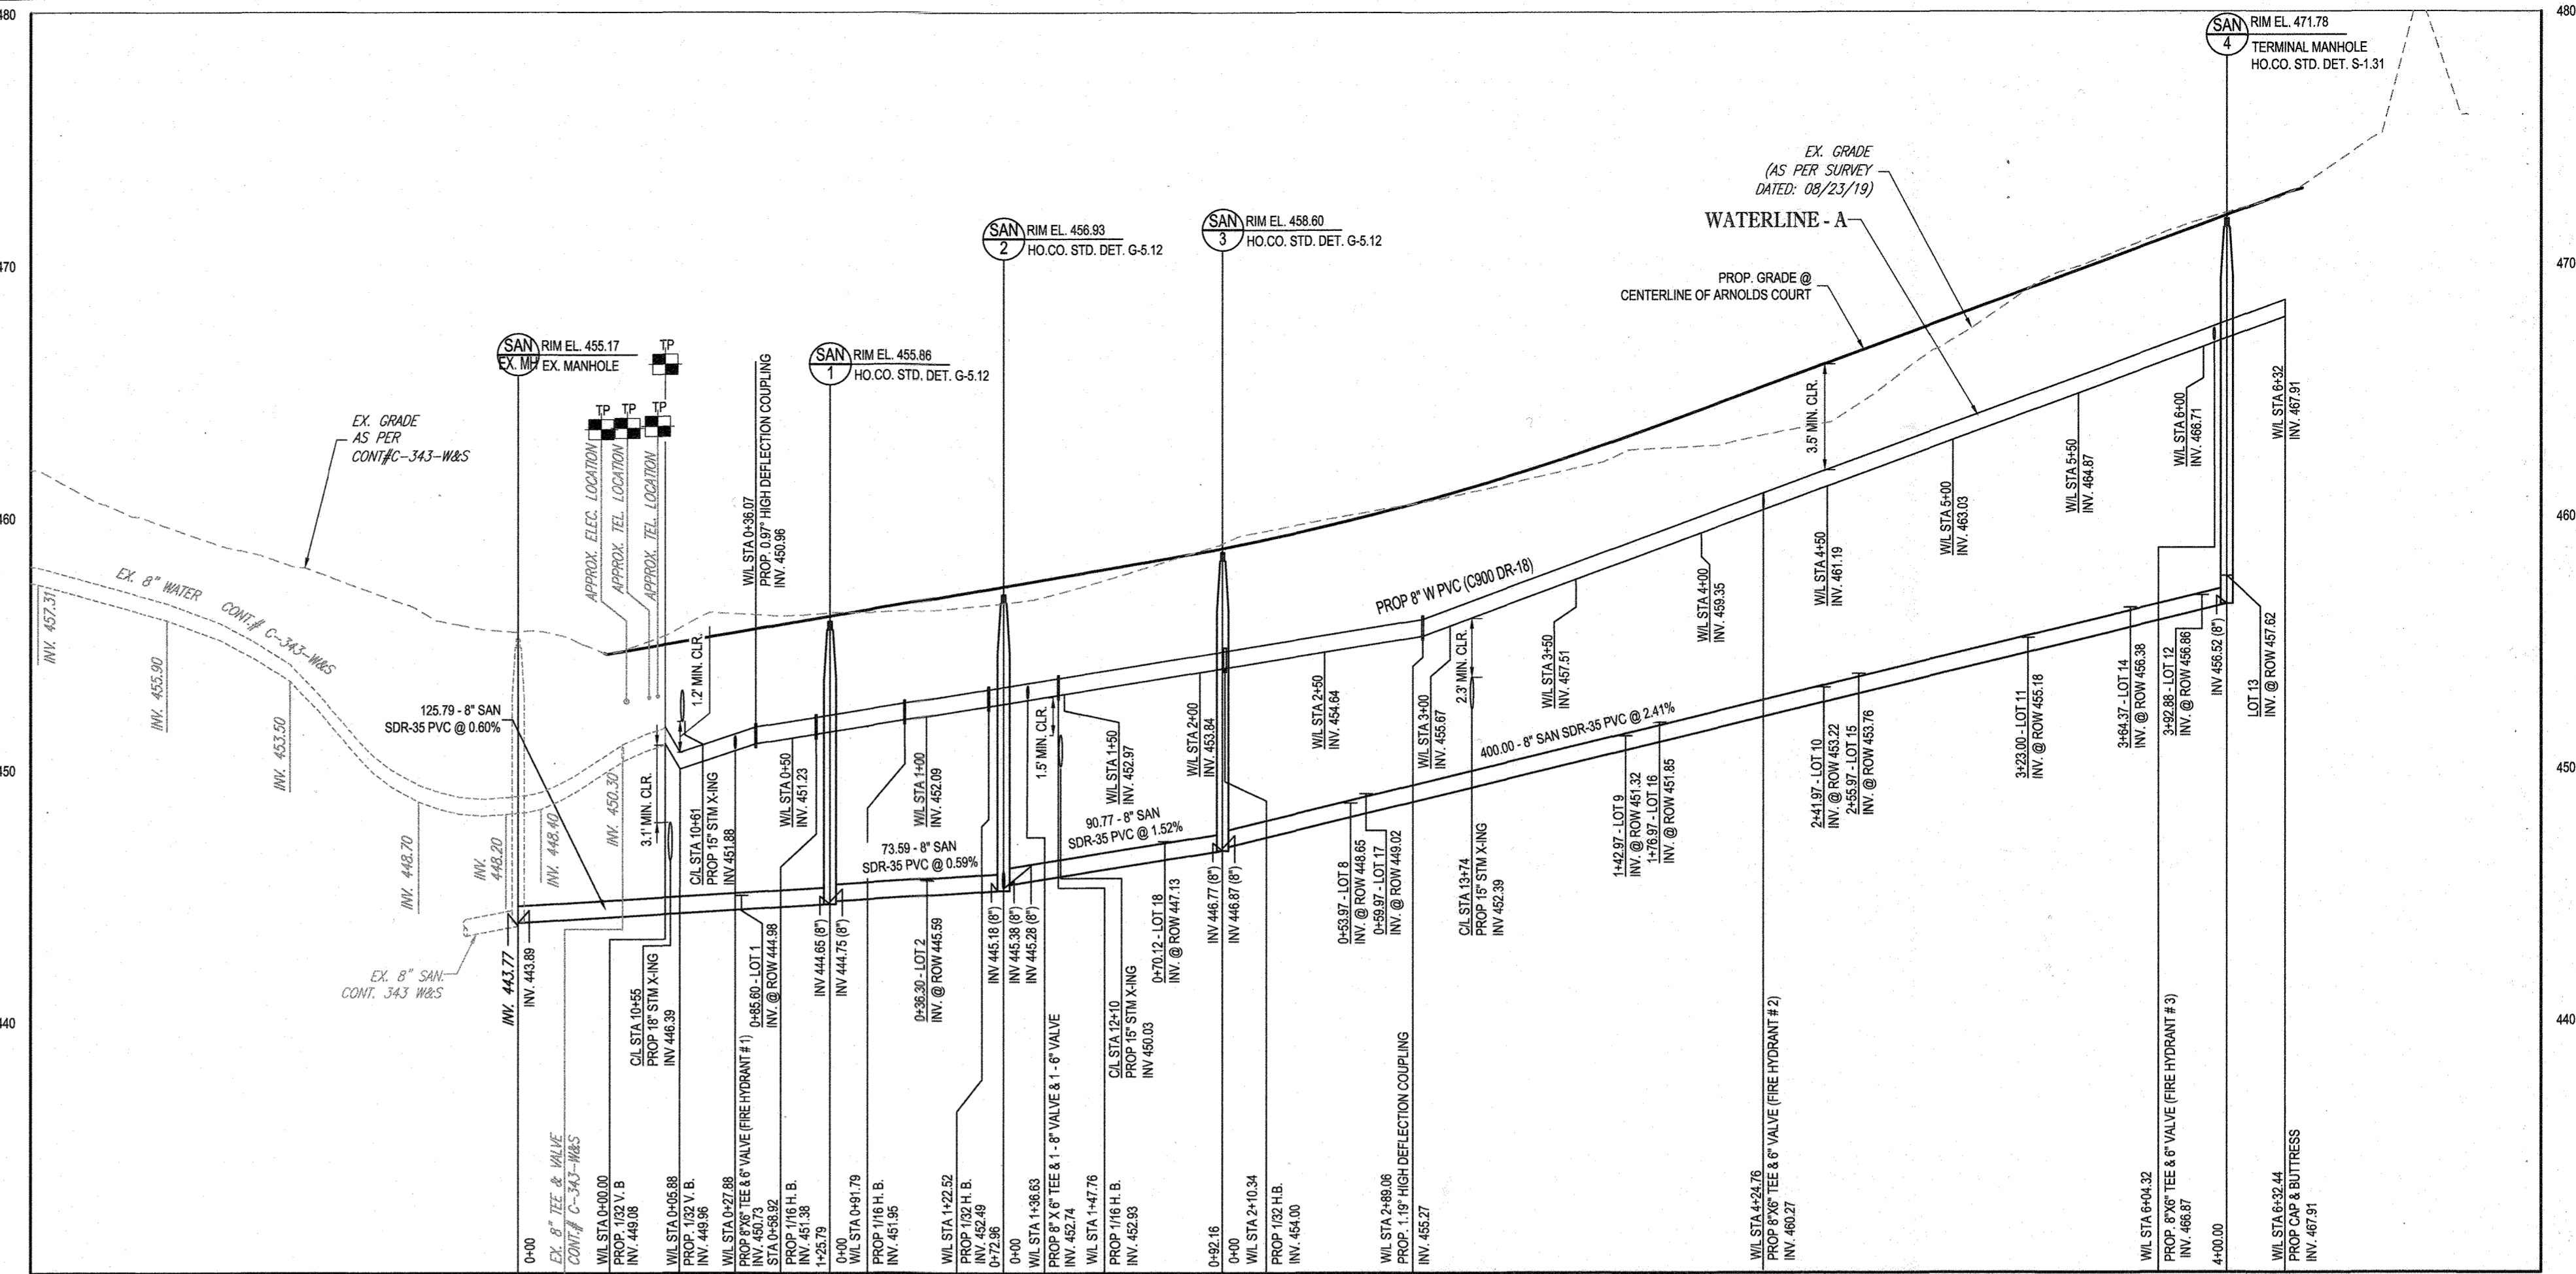 480
470
460
450
440
480
470
460
450
440
SAN
EX. MH
RIM EL. 455.17
EX. MANHOLE
TP
TP
TP
TP
SAN
1
RIM EL. 455.86
HO.CO. STD. DET. G-5.12
SAN
2
RIM EL. 456.93
HO.CO. STD. DET. G-5.12
SAN
3
RIM EL. 458.60
HO.CO. STD. DET. G-5.12
SAN
4
RIM EL. 471.78
TERMINAL MANHOLE
HO.CO. STD. DET. S-1.31
EX. GRADE
(AS PER SURVEY
DATED: 08/23/19)
WATERLINE - A
PROP. GRADE @
CENTERLINE OF ARNOLDS COURT
EX. GRADE
AS PER
CONT#C-343-W&S
APPROX. ELEC. LOCATION
APPROX. TEL. LOCATION
APPROX. TEL. LOCATION
W/L STA 0+36.07
PROP. 0.97° HIGH DEFLECTION COUPLING
INV. 450.96
EX. 8" WATER CONT.# C-343-W&S
INV. 457.31
INV. 455.90
INV. 453.50
INV. 448.70
INV.
448.20
INV. 448.40
INV. 450.30
125.79 - 8" SAN
SDR-35 PVC @ 0.60%
1.2' MIN. CLR.
3.1' MIN. CLR.
C/L STA 10+61
PROP 15" STM X-ING
INV 451.88
W/L STA 0+50
INV. 451.23
W/L STA 1+00
INV. 452.09
73.59 - 8" SAN
SDR-35 PVC @ 0.59%
1.5' MIN. CLR.
W/L STA 1+50
INV. 452.97
90.77 - 8" SAN
SDR-35 PVC @ 1.52%
W/L STA 2+00
INV. 453.84
W/L STA 2+50
INV. 454.64
PROP 8" W PVC (C900 DR-18)
W/L STA 3+00
INV. 455.67
2.3' MIN. CLR.
W/L STA 3+50
INV. 457.51
W/L STA 4+00
INV. 459.35
3.5' MIN. CLR.
W/L STA 4+50
INV. 461.19
W/L STA 5+00
INV. 463.03
W/L STA 5+50
INV. 464.87
W/L STA 6+00
INV. 466.71
W/L STA 6+32
INV. 467.91
400.00 - 8" SAN SDR-35 PVC @ 2.41%
EX. 8" SAN.
CONT. 343 W&S
INV. 443.77
INV. 443.89
C/L STA 10+55
PROP 18" STM X-ING
INV 446.39
0+85.60 - LOT 1
INV. @ ROW 444.98
INV 444.65 (8")
INV 444.75 (8")
0+36.30 - LOT 2
INV. @ ROW 445.59
INV 445.18 (8")
INV 445.38 (8")
INV 445.28 (8")
C/L STA 12+10
PROP 15" STM X-ING
INV 450.03
0+70.12 - LOT 18
INV. @ ROW 447.13
INV 446.77 (8")
INV 446.87 (8")
0+53.97 - LOT 8
INV. @ ROW 448.65
0+59.97 - LOT 17
INV. @ ROW 449.02
C/L STA 13+74
PROP 15" STM X-ING
INV 452.39
1+42.97 - LOT 9
INV. @ ROW 451.32
1+76.97 - LOT 16
INV. @ ROW 451.85
2+41.97 - LOT 10
INV. @ ROW 453.22
2+55.97 - LOT 15
INV. @ ROW 453.76
3+23.00 - LOT 11
INV. @ ROW 455.18
3+64.37 - LOT 14
INV. @ ROW 456.38
3+92.88 - LOT 12
INV. @ ROW 456.86
INV 456.52 (8")
LOT 13
INV. @ ROW 457.62
0+00
EX. 8" TEE & VALVE
CONT.# C-343-W&S
W/L STA 0+00.00
PROP. 1/32 V. B
INV. 449.08
W/L STA 0+05.88
PROP. 1/32 V. B.
INV. 449.96
W/L STA 0+27.88
PROP 8"X6" TEE & 6" VALVE (FIRE HYDRANT # 1)
INV. 450.73
STA 0+58.92
PROP 1/16 H. B.
INV. 451.38
1+25.79
0+00
W/L STA 0+91.79
PROP 1/16 H. B.
INV. 451.95
W/L STA 1+22.52
PROP 1/32 H. B.
INV. 452.49
0+72.96
0+00
W/L STA 1+36.63
PROP 8" X 6" TEE & 1 - 8" VALVE & 1 - 6" VALVE
INV. 452.74
W/L STA 1+47.76
PROP 1/16 H. B.
INV. 452.93
0+92.16
0+00
W/L STA 2+10.34
PROP 1/32 H.B.
INV. 454.00
W/L STA 2+89.06
PROP. 1.19° HIGH DEFLECTION COUPLING
INV. 455.27
W/L STA 4+24.76
PROP 8"X6" TEE & 6" VALVE (FIRE HYDRANT # 2)
INV. 460.27
W/L STA 6+04.32
PROP. 8"X6" TEE & 6" VALVE (FIRE HYDRANT # 3)
INV. 466.87
4+00.00
W/L STA 6+32.44
PROP CAP & BUTTRESS
INV. 467.91